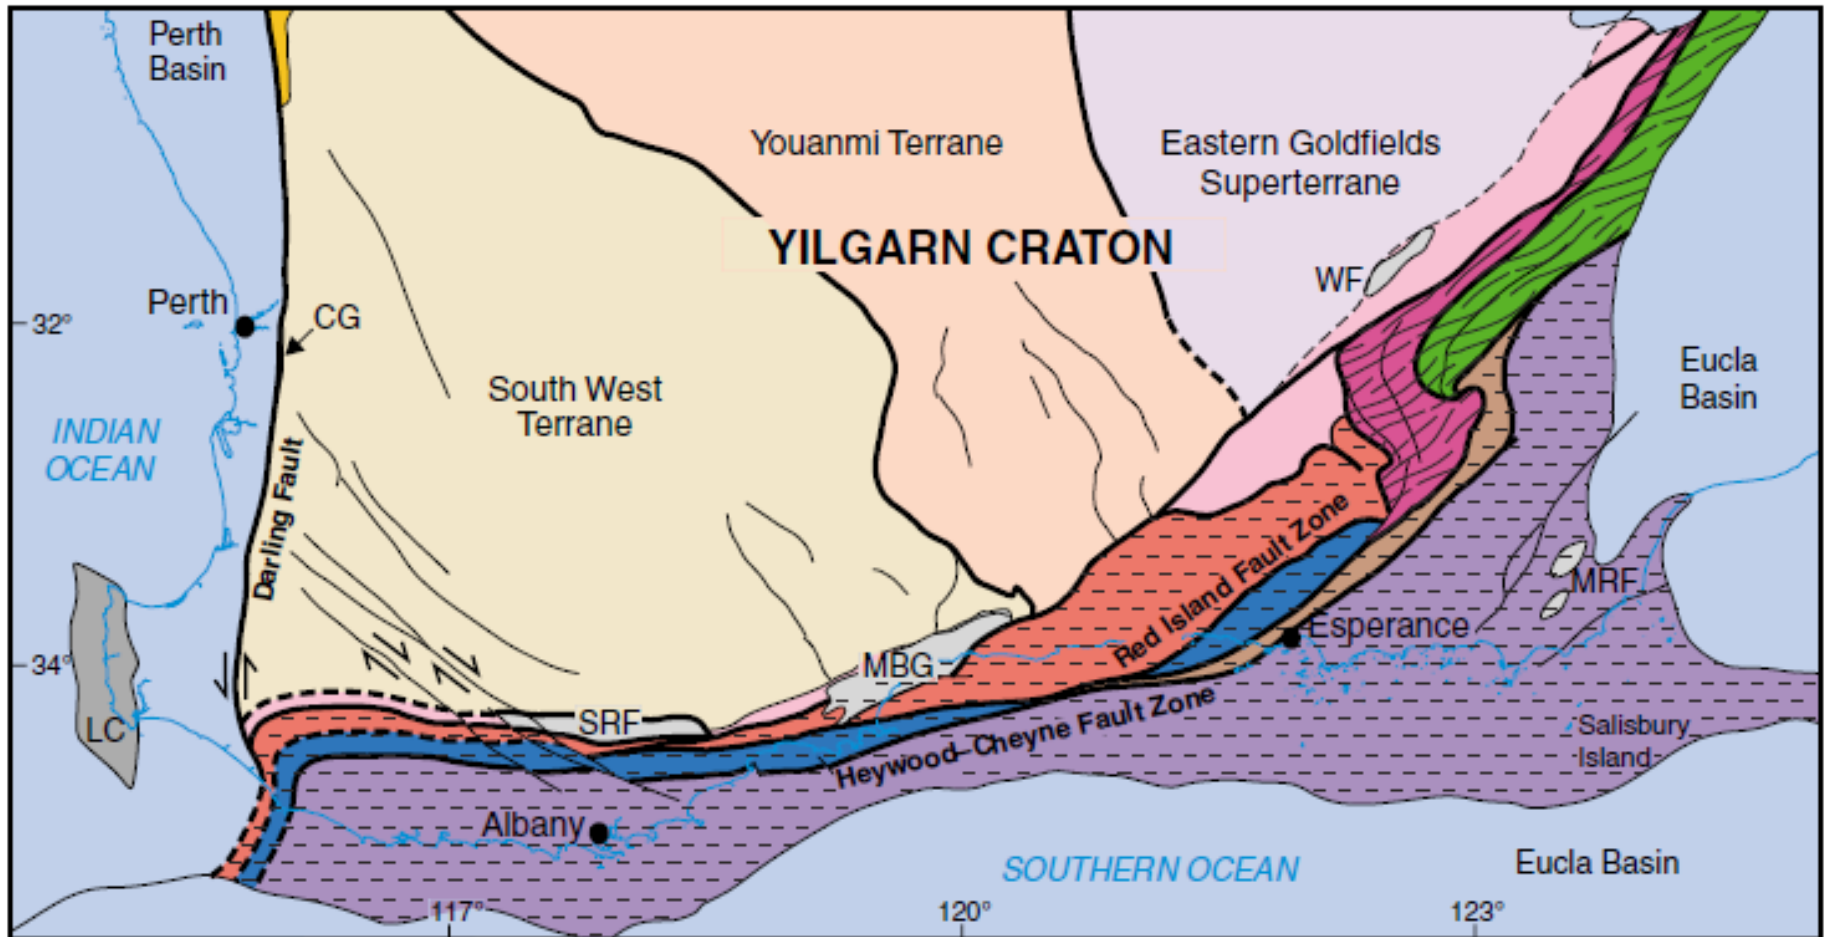 Perth
Basin
Youanmi Terrane
Eastern Goldfields
Superterrane
YILGARN CRATON
WF
Perth
CG
32°
South West
Terrane
Eucla
Basin
INDIAN
OCEAN
Darling Fault
Red Island Fault Zone
MRF
Esperance
34°
MBG
LC
SRF
Heywood–Cheyne Fault Zone
Salisbury
Island
Albany
SOUTHERN OCEAN
Eucla Basin
117°
120°
123°